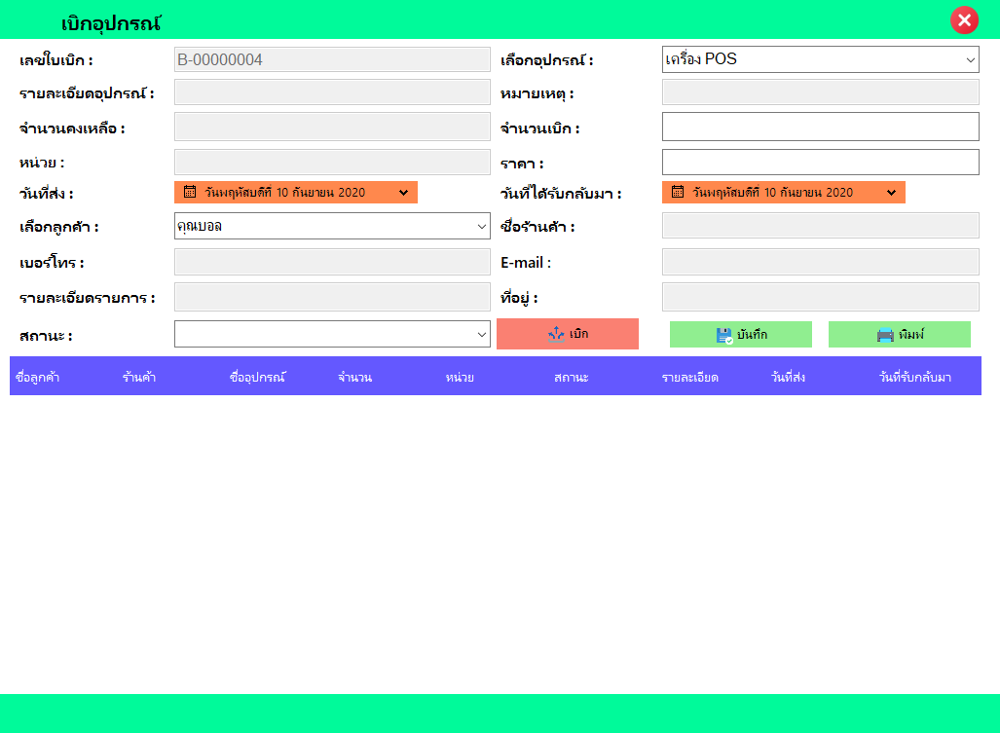 เบิกอุปกรณ์
เลขใบเบิก : B-00000004 เลือกอุปกรณ์ : เครื่อง POS
รายละเอียดอุปกรณ์ : หมายเหตุ :
จำนวนคงเหลือ : จำนวนเบิก :
หน่วย : ราคา :
วันที่ส่ง : วันพฤหัสบดีที่ 10 กันยายน 2020 วันที่ได้รับกลับมา : วันพฤหัสบดีที่ 10 กันยายน 2020
เลือกลูกค้า : คุณบอล ชื่อร้านค้า :
เบอร์โทร : E-mail :
รายละเอียดรายการ : ที่อยู่ :
สถานะ : เบิก บันทึก พิมพ์
ชื่อลูกค้า ร้านค้า ชื่ออุปกรณ์ จำนวน หน่วย สถานะ รายละเอียด วันที่ส่ง วันที่รับกลับมา